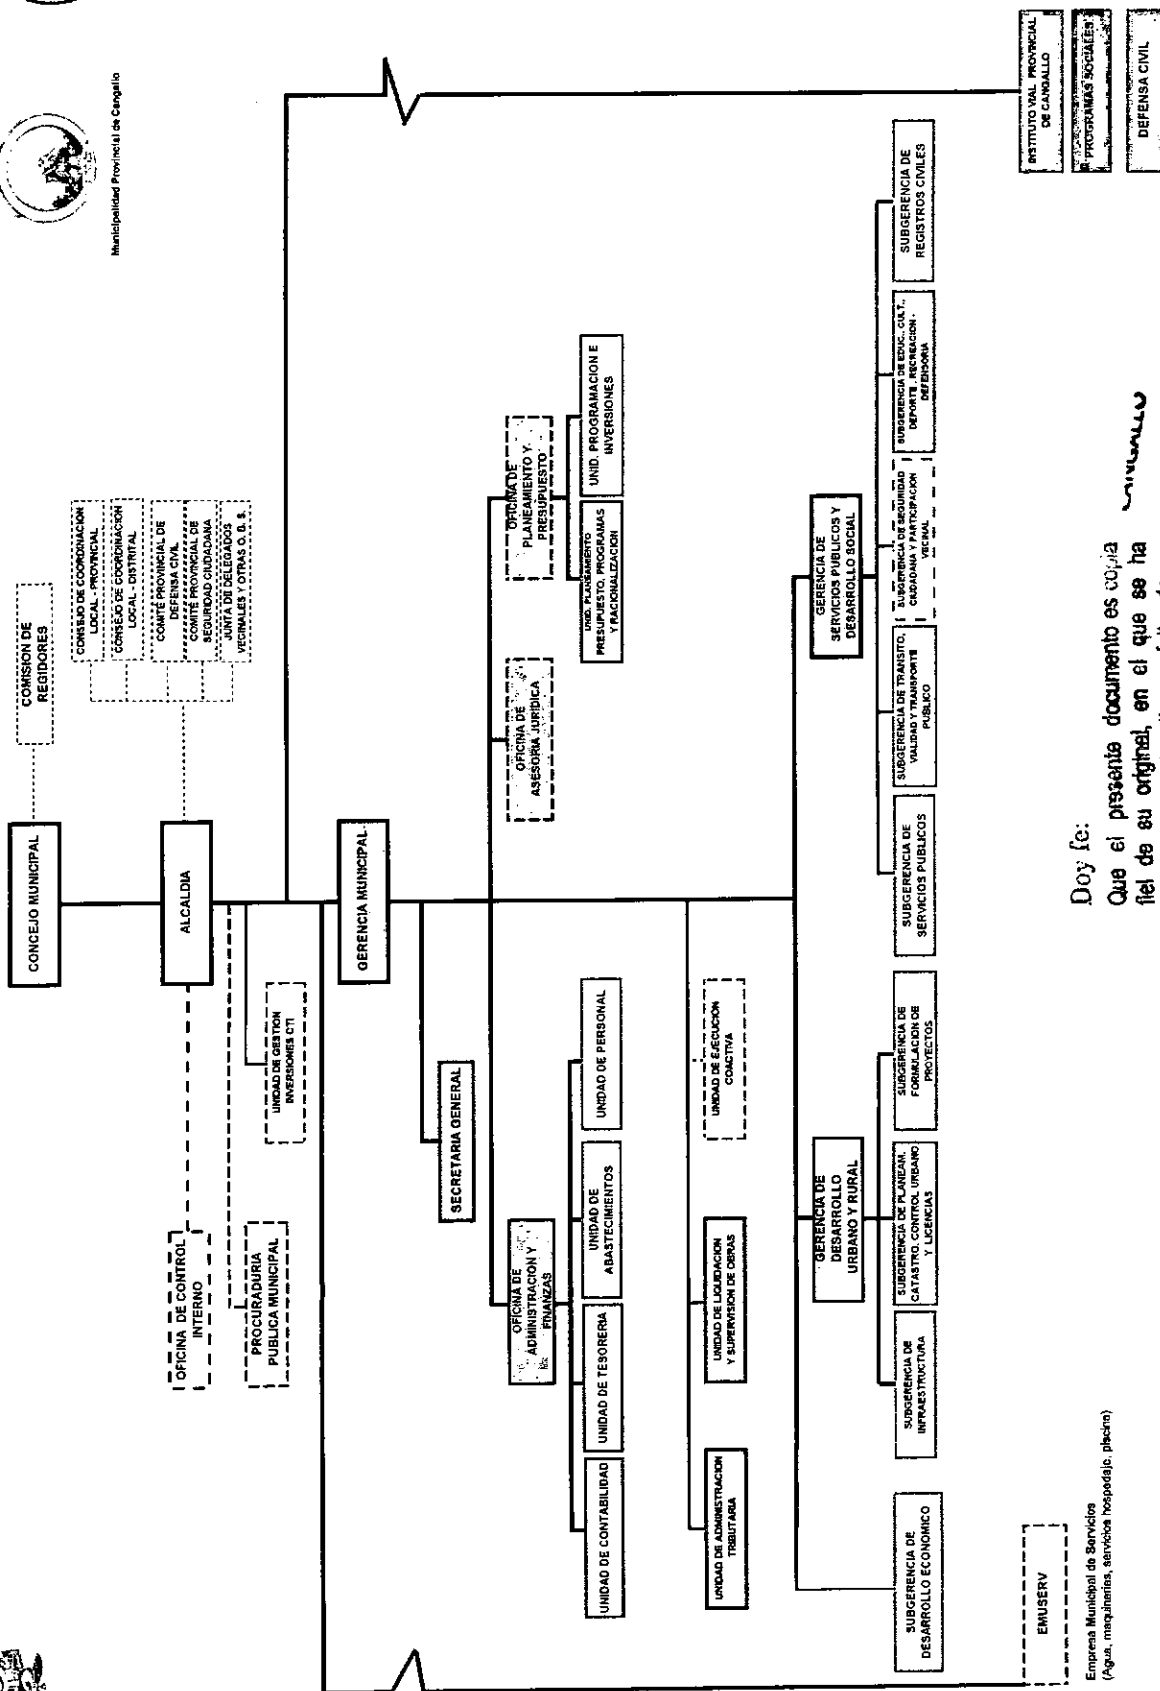 Municipalidad Provincial de Cangallo
CONCEJO MUNICIPAL
COMISION DE
REGIDORES
ALCALDIA
CONSEJO DE COORDINACION
LOCAL - PROVINCIAL
CONSEJO DE COORDINACION
LOCAL - DISTRITAL
COMITÉ PROVINCIAL DE
DEFENSA CIVIL
COMITÉ PROVINCIAL DE
SEGURIDAD CIUDADANA
JUNTA DE DELEGADOS
VECINALES Y OTRAS O. B. S.
OFICINA DE CONTROL
INTERNO
PROCURADURIA
PUBLICA MUNICIPAL
UNIDAD DE GESTION
INVERSIONES CTI
GERENCIA MUNICIPAL
SECRETARIA GENERAL
OFICINA DE
ADMINISTRACION Y
FINANZAS
OFICINA DE
ASESORIA JURIDICA
OFICINA DE
PLANEAMIENTO Y
PRESUPUESTO
UNIDAD DE CONTABILIDAD
UNIDAD DE TESORERIA
UNIDAD DE
ABASTECIMIENTOS
UNIDAD DE PERSONAL
UNID. PLANEAMIENTO
PRESUPUESTO, PROGRAMAS
Y RACIONALIZACION
UNID. PROGRAMACION E
INVERSIONES
UNIDAD DE ADMINISTRACION
TRIBUTARIA
UNIDAD DE LIQUIDACION
Y SUPERVISION DE OBRAS
UNIDAD DE EJECUCION
COACTIVA
GERENCIA DE
DESARROLLO
URBANO Y RURAL
GERENCIA DE
SERVICIOS PUBLICOS Y
DESARROLLO SOCIAL
SUBGERENCIA DE
DESARROLLO ECONOMICO
SUBGERENCIA DE
INFRAESTRUCTURA
SUBGERENCIA DE PLANEAM.
CATASTRO, CONTROL URBANO
Y LICENCIAS
SUBGERENCIA DE
FORMULACION DE
PROYECTOS
SUBGERENCIA DE
SERVICIOS PUBLICOS
SUBGERENCIA DE TRANSITO,
VIALIDAD Y TRANSPORTE
PUBLICO
SUBGERENCIA DE SEGURIDAD
CIUDADANA Y PARTICIPACION
VECINAL
SUBGERENCIA DE EDUC., CULT.,
DEPORTE, RECREACION -
DEFENSORIA
SUBGERENCIA DE
REGISTROS CIVILES
INSTITUTO VIAL PROVINCIAL
DE CANGALLO
PROGRAMAS SOCIALES
DEFENSA CIVIL
EMUSERV
Empresa Municipal de Servicios
(Agua, maquinarias, servicios hospedaje, piscina)
Doy fe:
Que el presente documento es copia
fiel de su original, en el que se ha